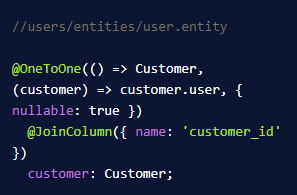 //users/entities/user.entity
@OneToOne(() => Customer,
(customer) => customer.user, {
nullable: true })
@JoinColumn({ name: 'customer_id'
})
customer: Customer;